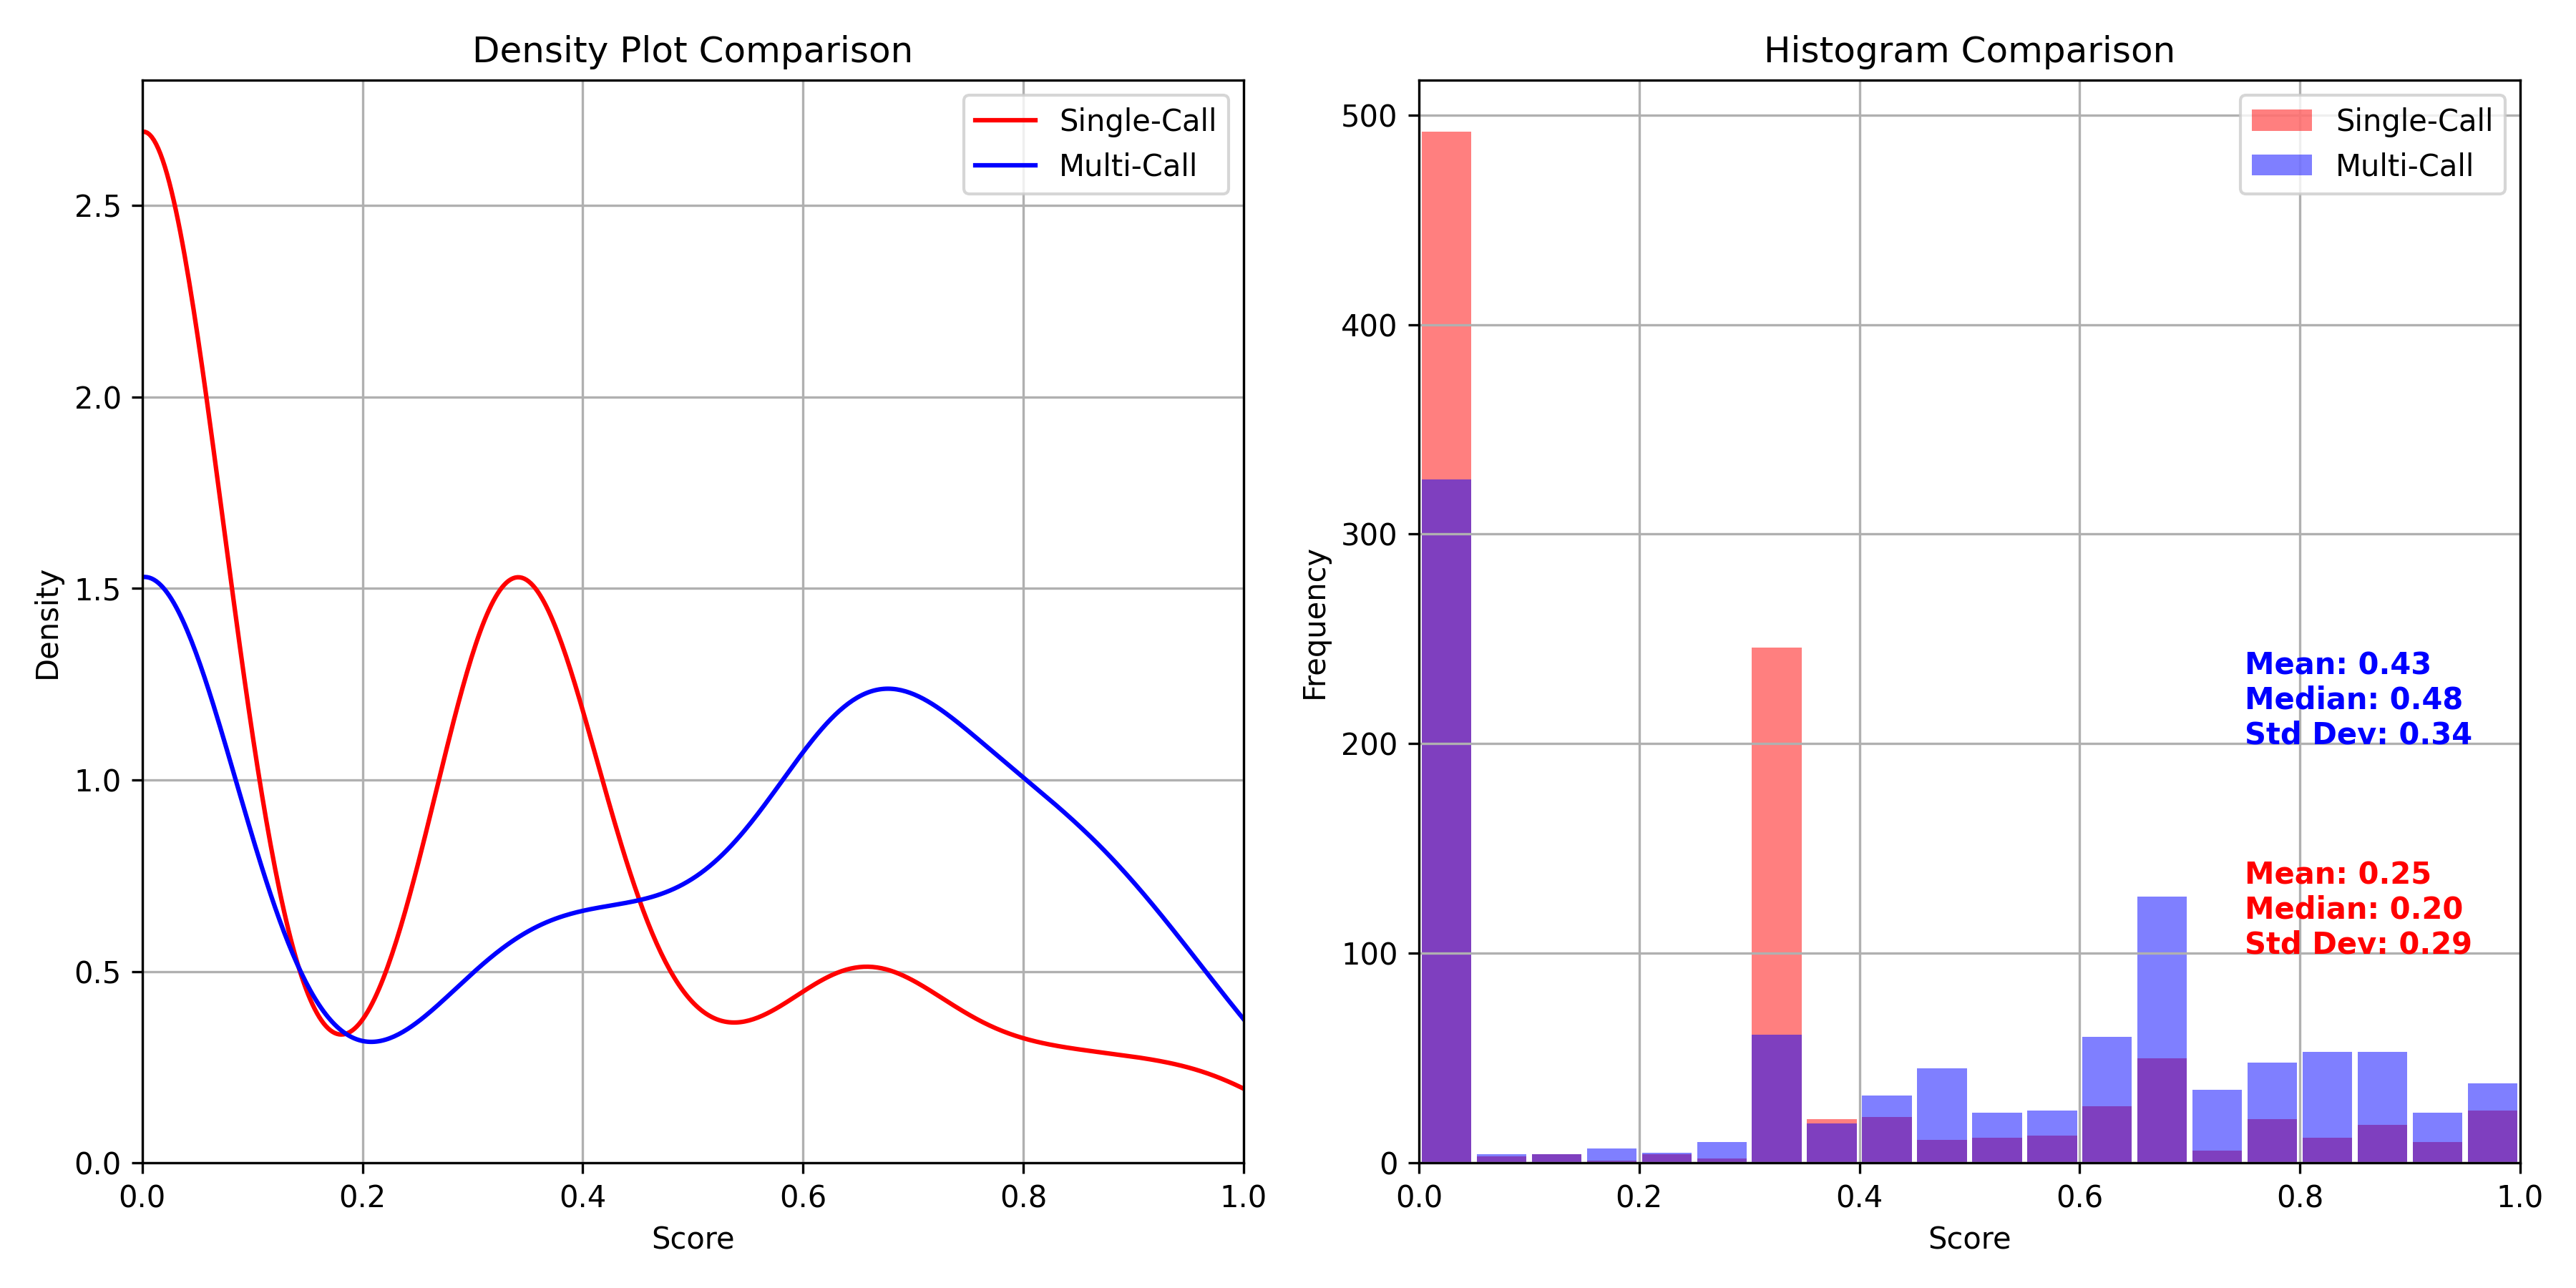 Density Plot Comparison
Single-Call
Multi-Call
2.5
2.0
1.5
1.0
0.5
0.0
Density
0.0 0.2 0.4 0.6 0.8 1.0
Score
Histogram Comparison
Single-Call
Multi-Call
500
400
300
200
100
0
Frequency
Mean: 0.43
Median: 0.48
Std Dev: 0.34
Mean: 0.25
Median: 0.20
Std Dev: 0.29
0.0 0.2 0.4 0.6 0.8 1.0
Score